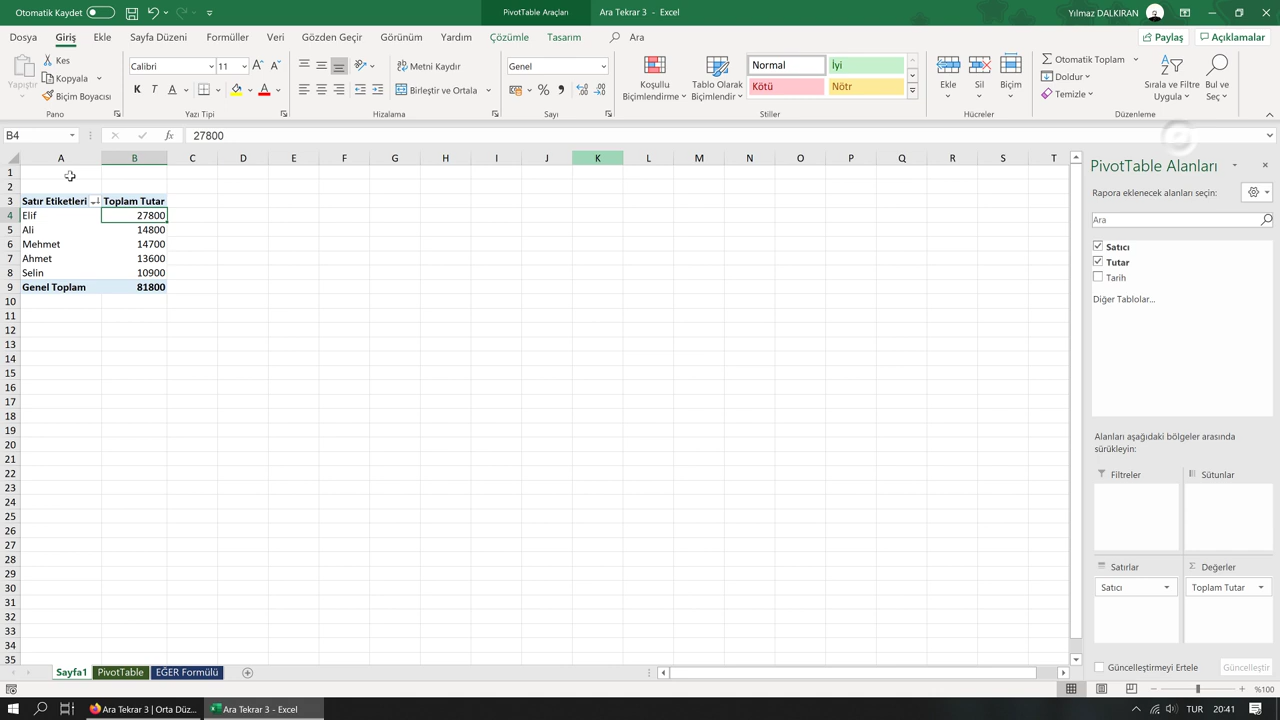 Otomatik Kaydet
PivotTable Araçları
Ara Tekrar 3 - Excel
Yılmaz DALKIRAN
Dosya Giriş Ekle Sayfa Düzeni Formüller Veri Gözden Geçir Görünüm Yardım Çözümle Tasarım Ara
Paylaş Açıklamalar
Yapıştır
Kes
Kopyala
Biçim Boyacısı
Pano
Calibri 11
K T A
Yazı Tipi
Metni Kaydır
Birleştir ve Ortala
Hizalama
Genel
Sayı
Koşullu Biçimlendirme
Tablo Olarak Biçimlendir
Normal İyi
Kötü Nötr
Stiller
Ekle Sil Biçim
Hücreler
Otomatik Toplam
Doldur
Temizle
Sırala ve Filtre Uygula
Bul ve Seç
Düzenleme
B4 fx 27800
A B C D E F G H I J K L M N O P Q R S T
1
2
3 Satır Etiketleri Toplam Tutar
4 Elif 27800
5 Ali 14800
6 Mehmet 14700
7 Ahmet 13600
8 Selin 10900
9 Genel Toplam 81800
10
11
12
13
14
15
16
17
18
19
20
21
22
23
24
25
26
27
28
29
30
31
32
33
34
35
PivotTable Alanları
Rapora eklenecek alanları seçin:
Ara
Satıcı
Tutar
Tarih
Diğer Tablolar...
Alanları aşağıdaki bölgeler arasında
sürükleyin:
Filtreler Sütunlar
Satırlar Değerler
Satıcı Toplam Tutar
Güncelleştirmeyi Ertele Güncelleştir
Sayfa1 PivotTable EĞER Formülü
%100
Ara Tekrar 3 | Orta Düz...
Ara Tekrar 3 - Excel
TUR 20:41